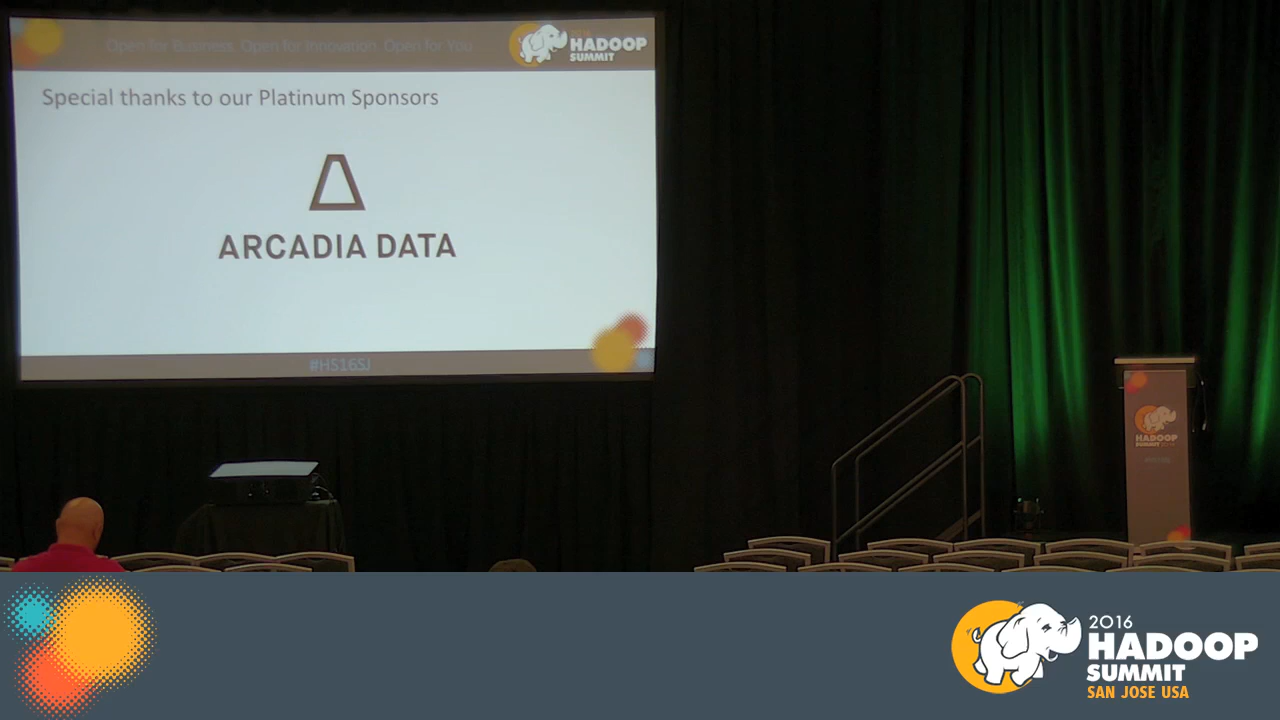 Open for Business. Open for Innovation. Open for You.
HADOOP
SUMMIT
Special thanks to our Platinum Sponsors
ARCADIA DATA
#HS16SJ
HADOOP
SUMMIT
2016
HADOOP
SUMMIT
SAN JOSE USA